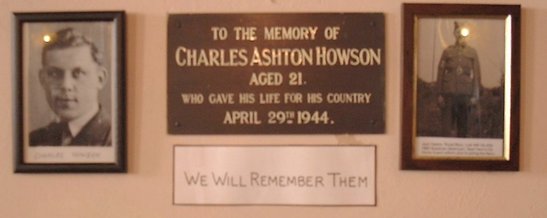 TO THE MEMORY OF
CHARLES ASHTON HOWSON
AGED 21.
WHO GAVE HIS LIFE FOR HIS COUNTRY
APRIL 29TH 1944.
WE WILL REMEMBER THEM
CHARLES HOWSON